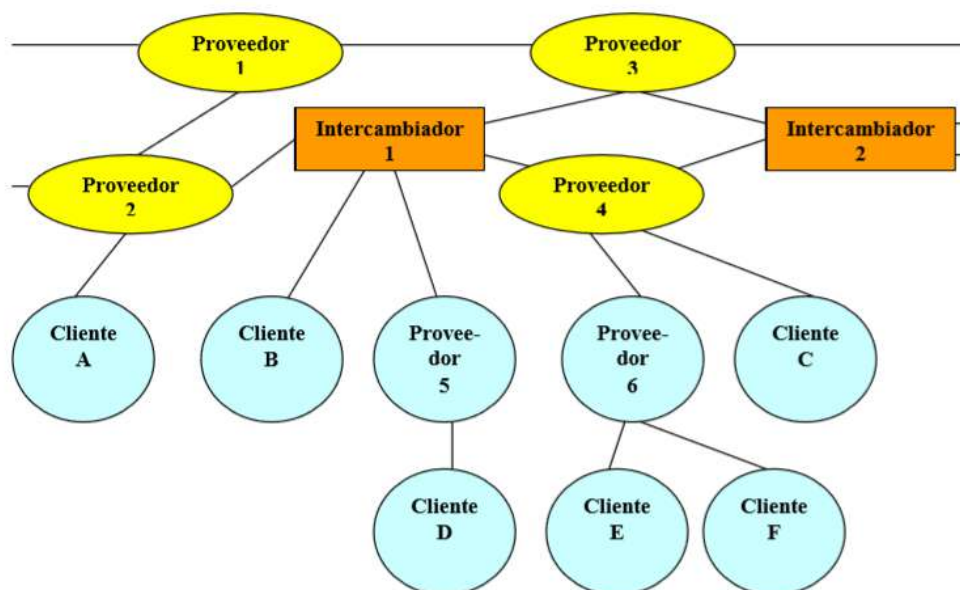 Proveedor
1
Proveedor
3
Intercambiador
1
Intercambiador
2
Proveedor
2
Proveedor
4
Cliente
A
Cliente
B
Provee-
dor
5
Provee-
dor
6
Cliente
C
Cliente
D
Cliente
E
Cliente
F